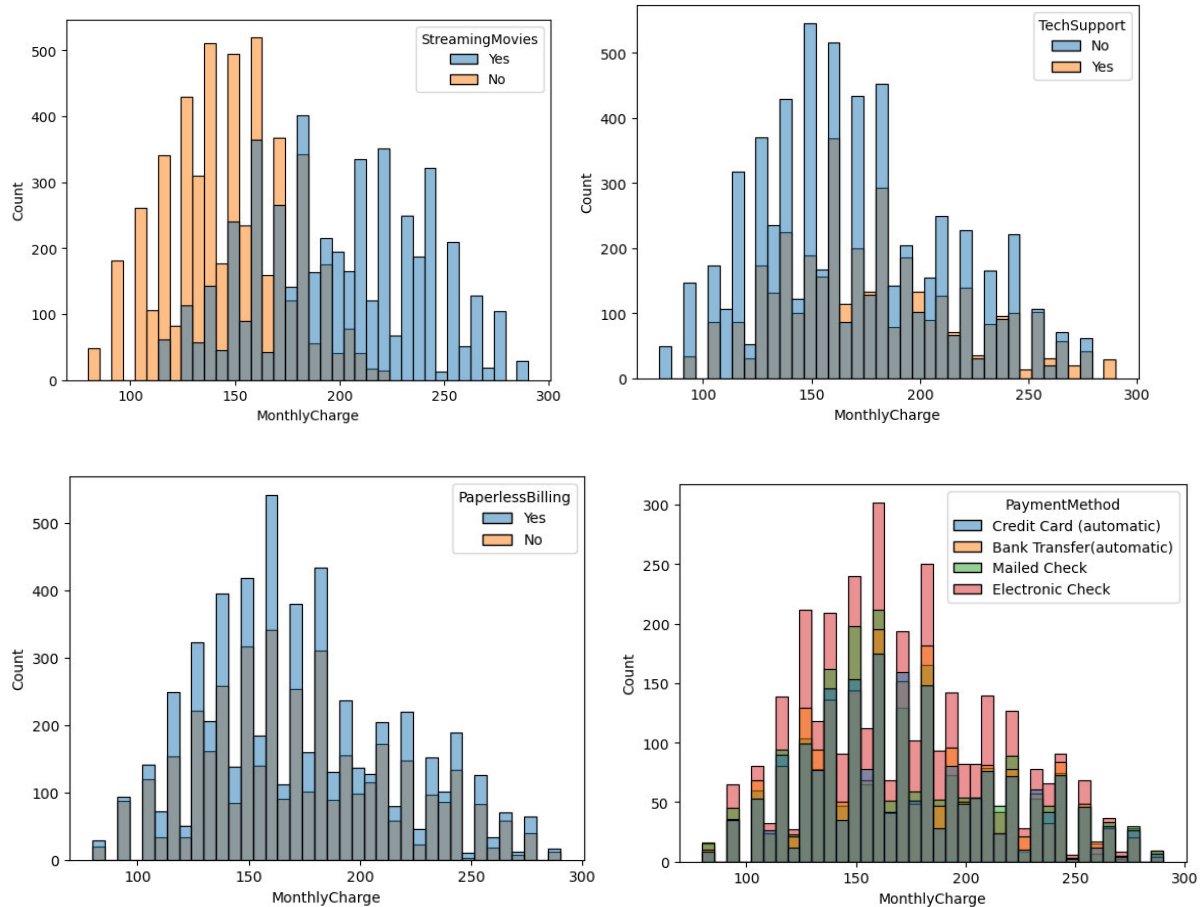 StreamingMovies
Yes
No
500
400
300
200
100
0
Count
100 150 200 250 300
MonthlyCharge
TechSupport
No
Yes
500
400
300
200
100
0
Count
100 150 200 250 300
MonthlyCharge
PaperlessBilling
Yes
No
500
400
300
200
100
0
Count
100 150 200 250 300
MonthlyCharge
PaymentMethod
Credit Card (automatic)
Bank Transfer(automatic)
Mailed Check
Electronic Check
300
250
200
150
100
50
0
Count
100 150 200 250 300
MonthlyCharge